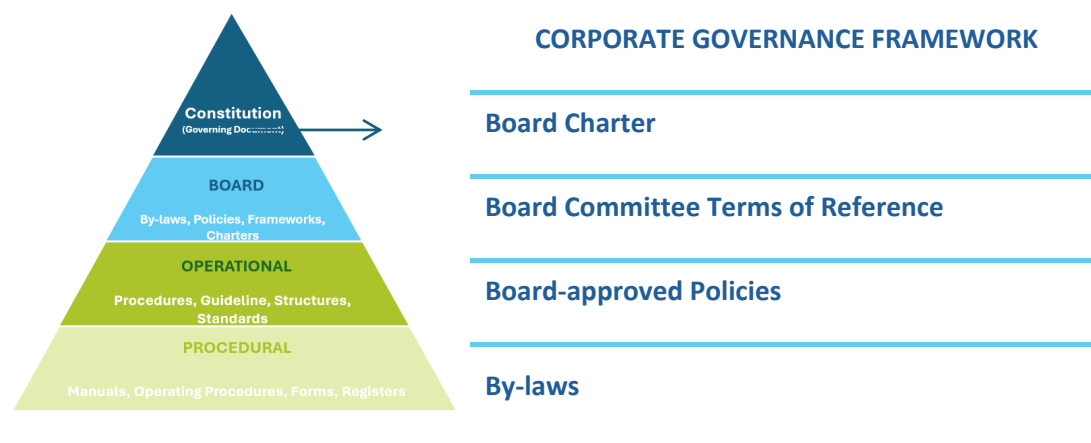 CORPORATE GOVERNANCE FRAMEWORK
Constitution
(Governing Document)
BOARD
By-laws, Policies, Frameworks,
Charters
OPERATIONAL
Procedures, Guideline, Structures,
Standards
PROCEDURAL
Manuals, Operating Procedures, Forms, Registers
Board Charter
Board Committee Terms of Reference
Board-approved Policies
By-laws